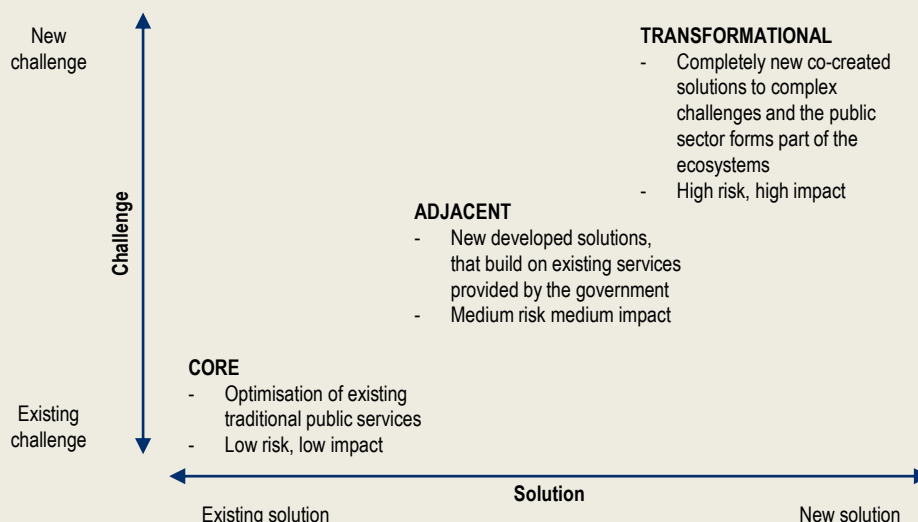 New
challenge
TRANSFORMATIONAL
- Completely new co-created
solutions to complex
challenges and the public
sector forms part of the
ecosystems
- High risk, high impact
ADJACENT
- New developed solutions,
that build on existing services
provided by the government
- Medium risk medium impact
Challenge
CORE
- Optimisation of existing
traditional public services
- Low risk, low impact
Existing
challenge
Solution
Existing solution
New solution